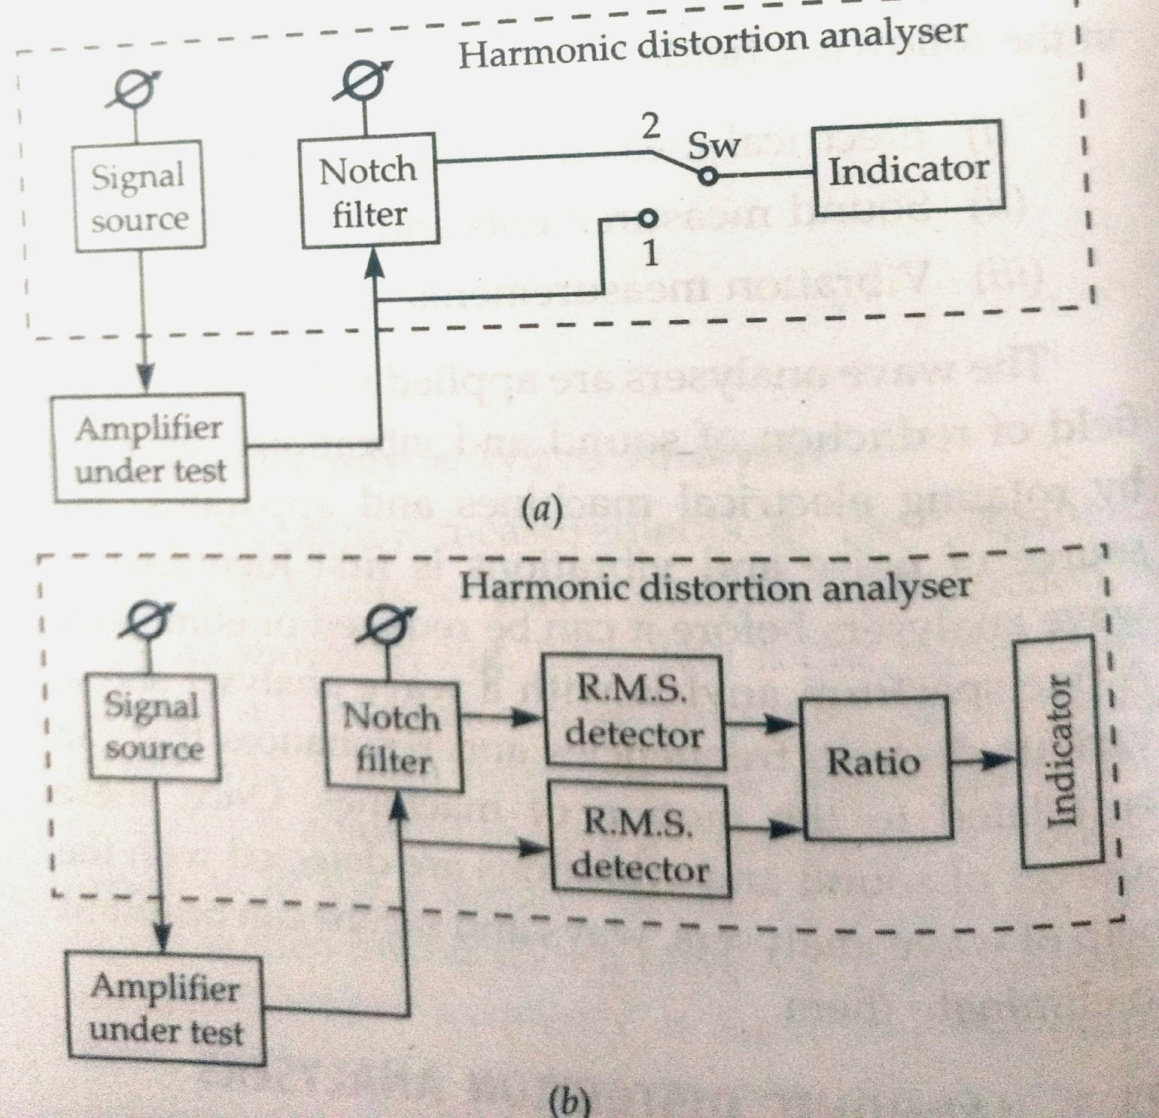 Harmonic distortion analyser
Signal
source
Notch
filter
2
Sw
Indicator
1
Amplifier
under test
(a)
Harmonic distortion analyser
Signal
source
Notch
filter
R.M.S.
detector
R.M.S.
detector
Ratio
Indicator
Amplifier
under test
(b)